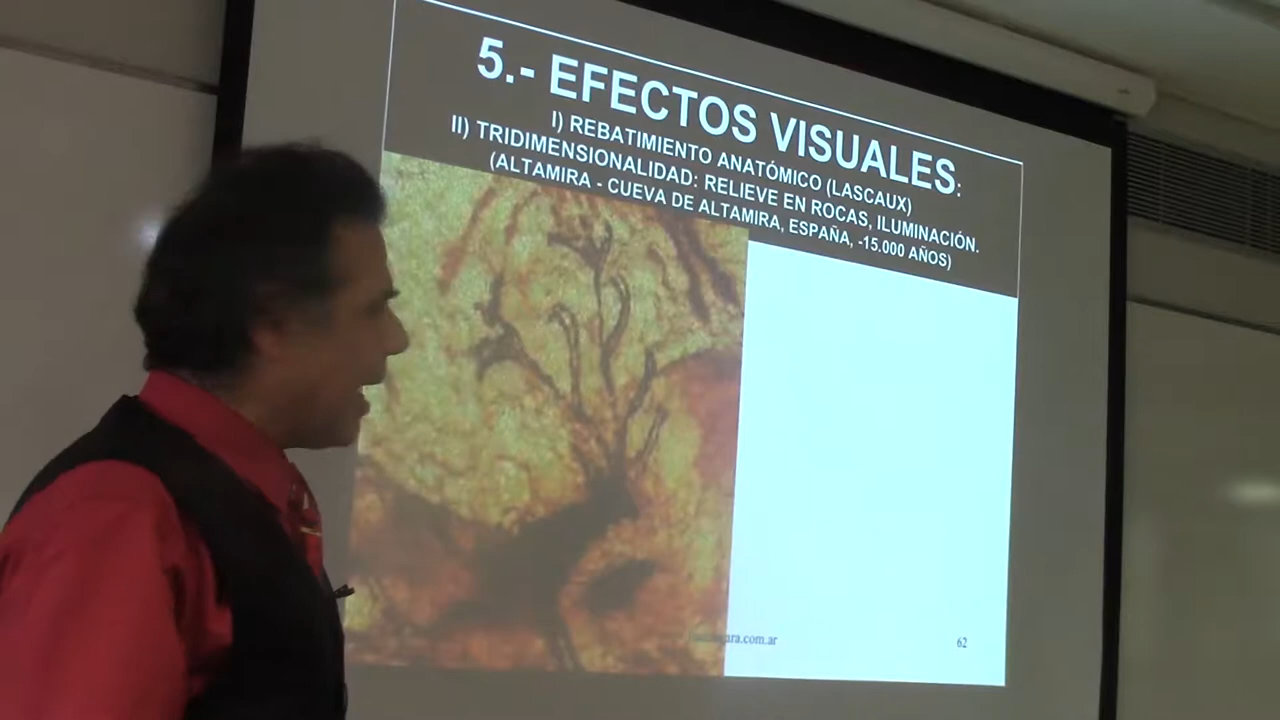 5.- EFECTOS VISUALES:
I) REBATIMIENTO ANATÓMICO (LASCAUX)
II) TRIDIMENSIONALIDAD: RELIEVE EN ROCAS, ILUMINACIÓN.
(ALTAMIRA - CUEVA DE ALTAMIRA, ESPAÑA, -15.000 AÑOS)
62